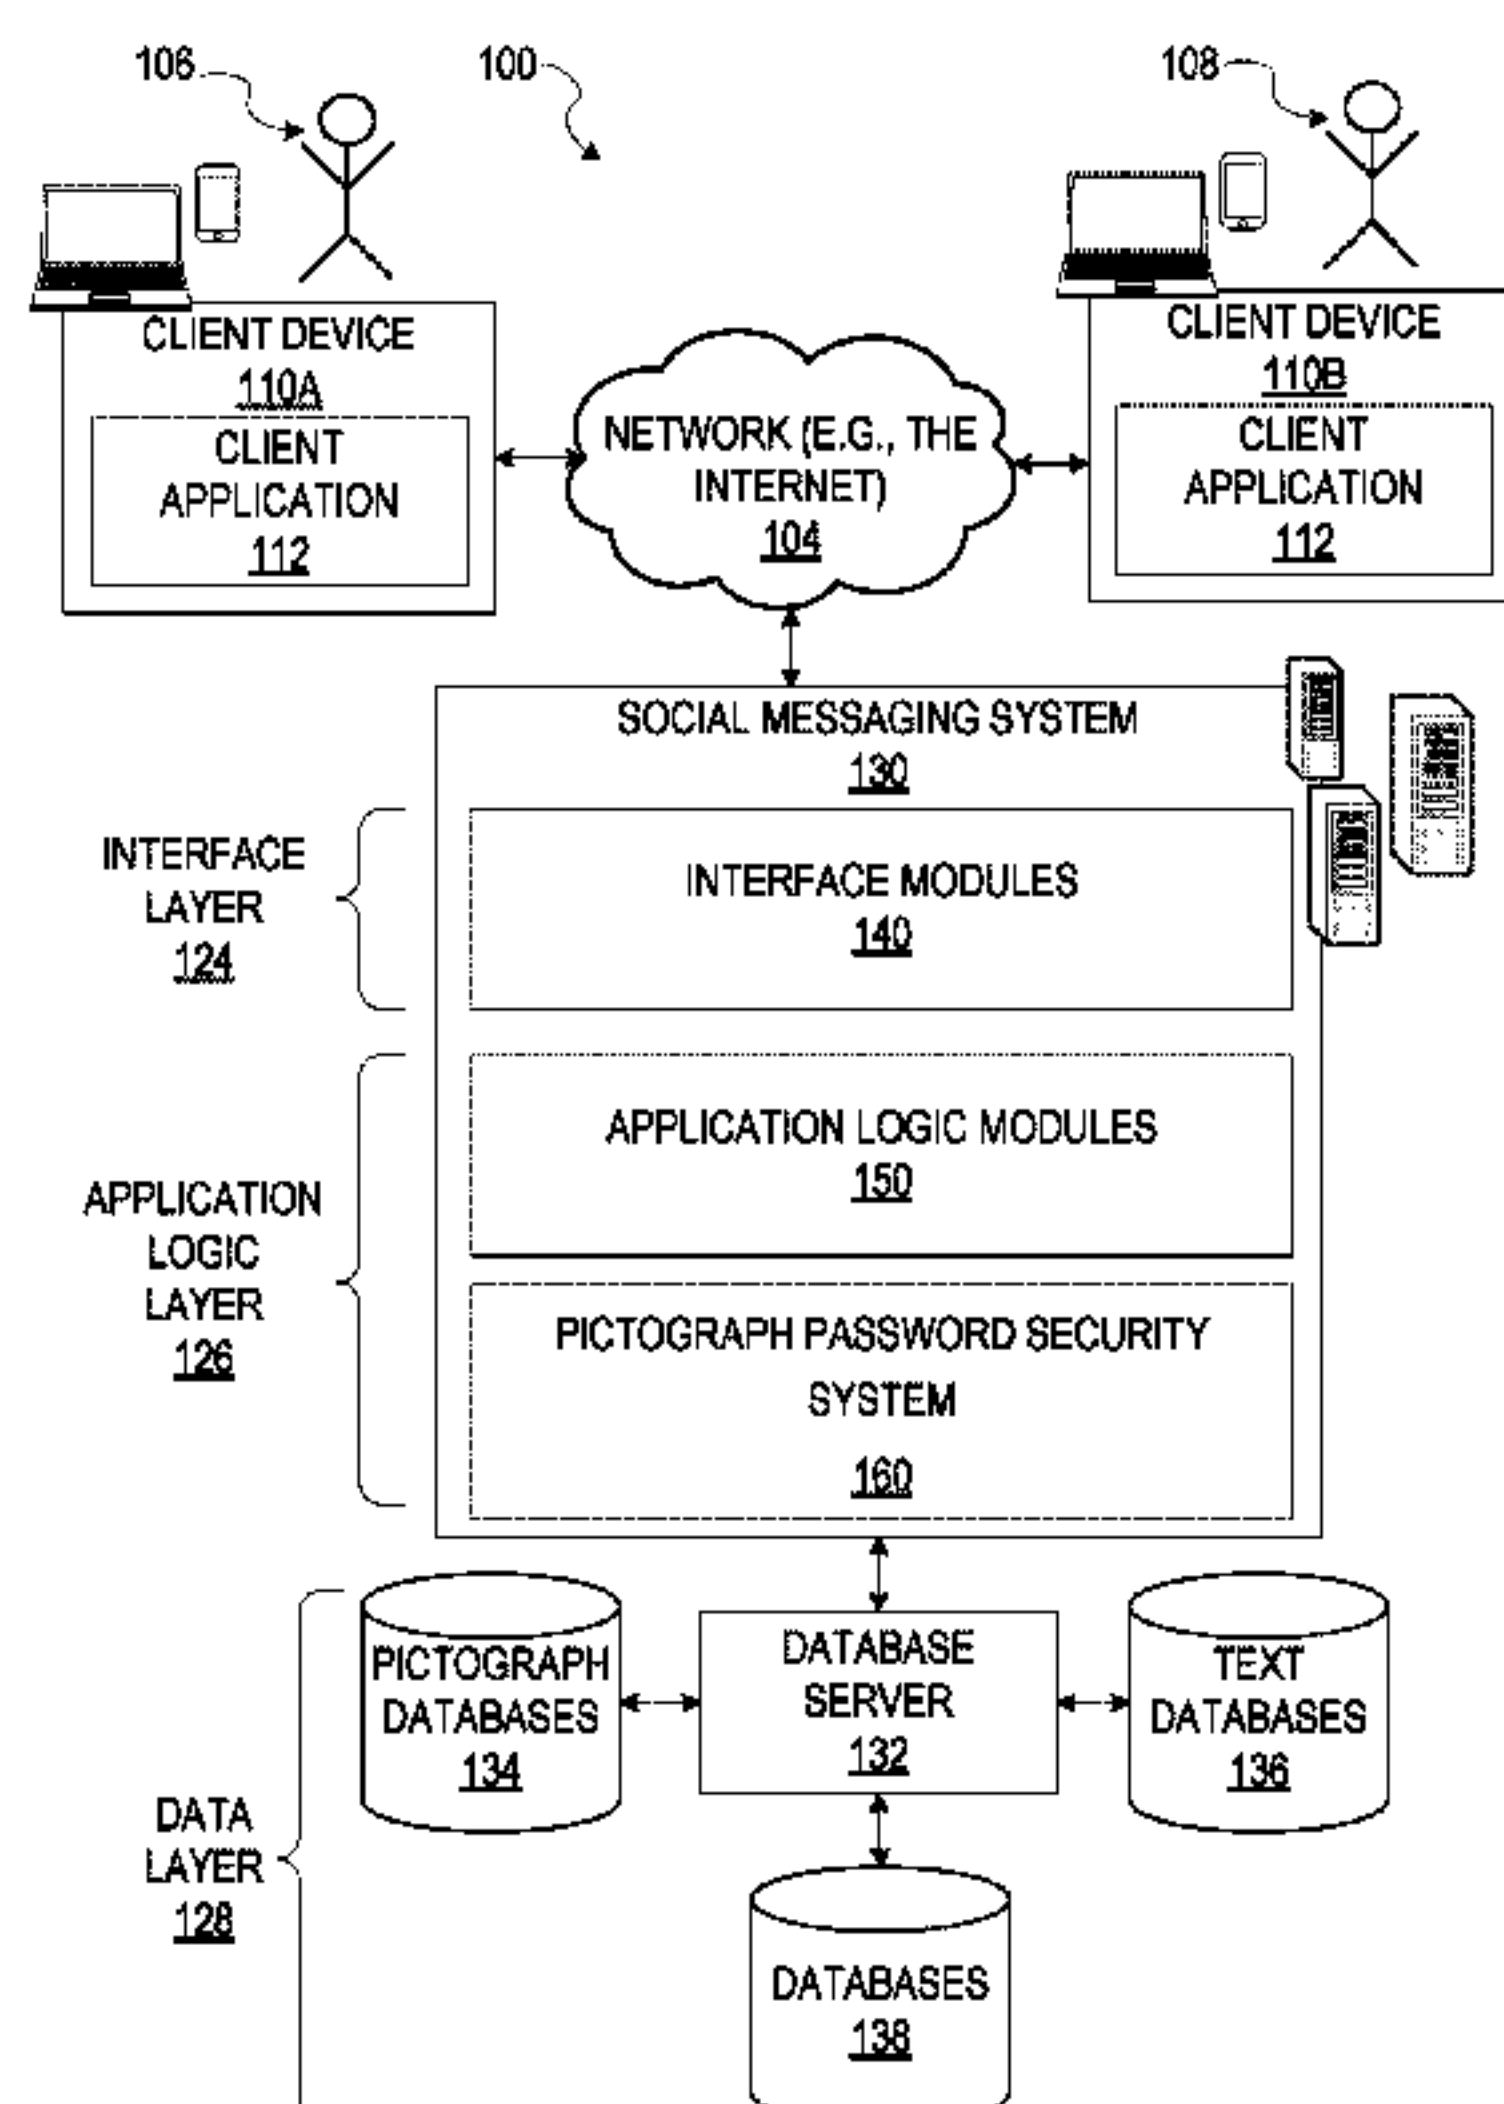 106
100
108
CLIENT DEVICE
110A
CLIENT
APPLICATION
112
NETWORK (E.G., THE
INTERNET)
104
CLIENT DEVICE
110B
CLIENT
APPLICATION
112
SOCIAL MESSAGING SYSTEM
130
INTERFACE
LAYER
124
INTERFACE MODULES
140
APPLICATION
LOGIC
LAYER
126
APPLICATION LOGIC MODULES
150
PICTOGRAPH PASSWORD SECURITY
SYSTEM
160
DATA
LAYER
128
PICTOGRAPH
DATABASES
134
DATABASE
SERVER
132
TEXT
DATABASES
136
DATABASES
138